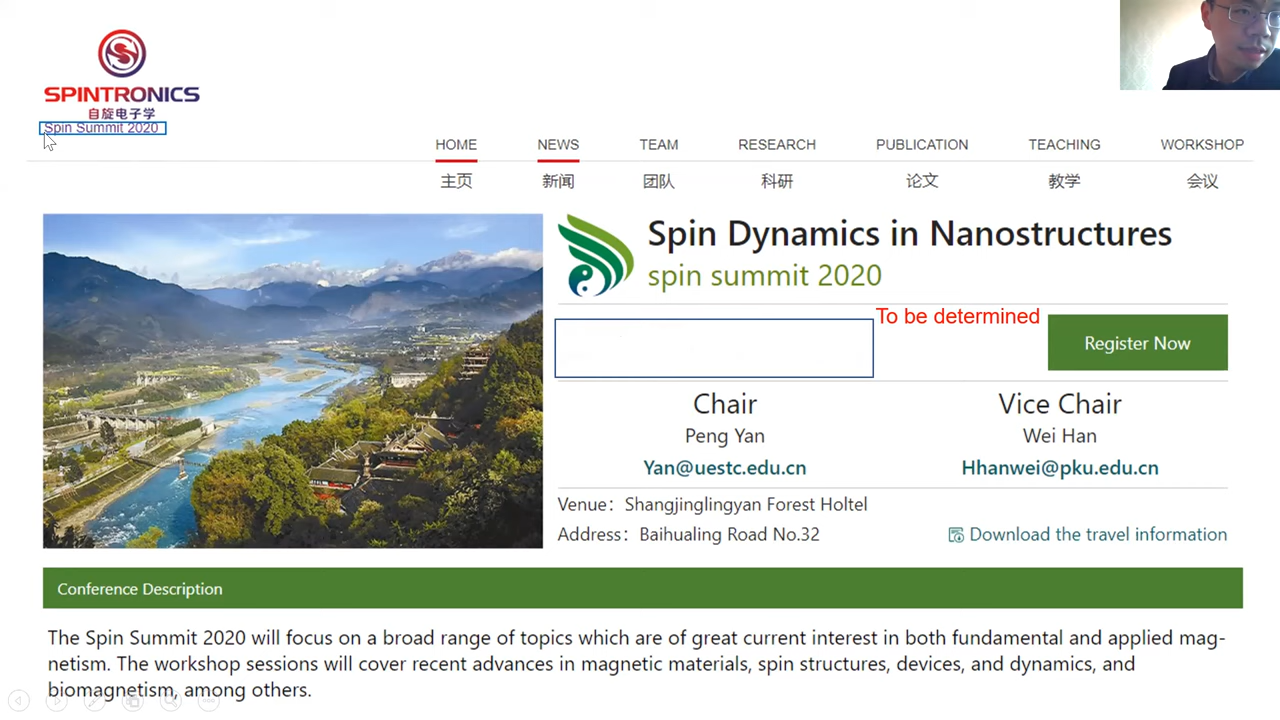 SPINTRONICS
自旋电子学
Spin Summit 2020
HOME NEWS TEAM RESEARCH PUBLICATION TEACHING WORKSHOP
主页 新闻 团队 科研 论文 教学 会议
Spin Dynamics in Nanostructures
spin summit 2020
To be determined
Register Now
Chair Vice Chair
Peng Yan Wei Han
Yan@uestc.edu.cn Hhanwei@pku.edu.cn
Venue：Shangjinglingyan Forest Holtel
Address：Baihualing Road No.32
Download the travel information
Conference Description
The Spin Summit 2020 will focus on a broad range of topics which are of great current interest in both fundamental and applied mag-
netism. The workshop sessions will cover recent advances in magnetic materials, spin structures, devices, and dynamics, and
biomagnetism, among others.